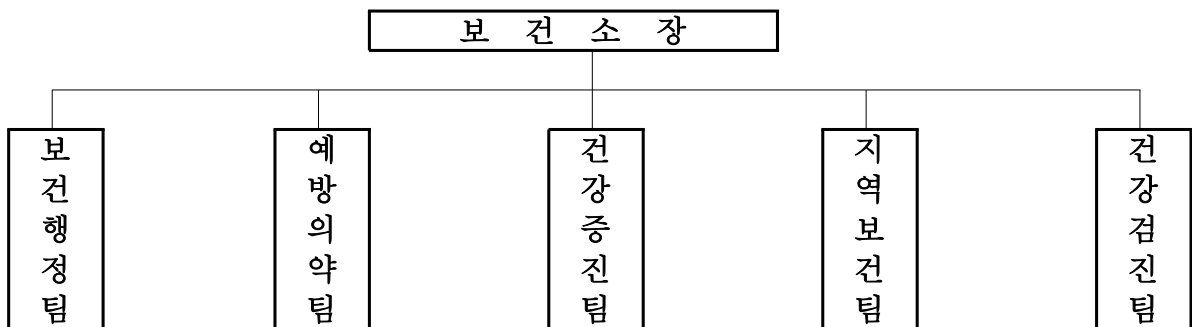 보 건 소 장
보건행정팀
예방의약팀
건강증진팀
지역보건팀
건강검진팀